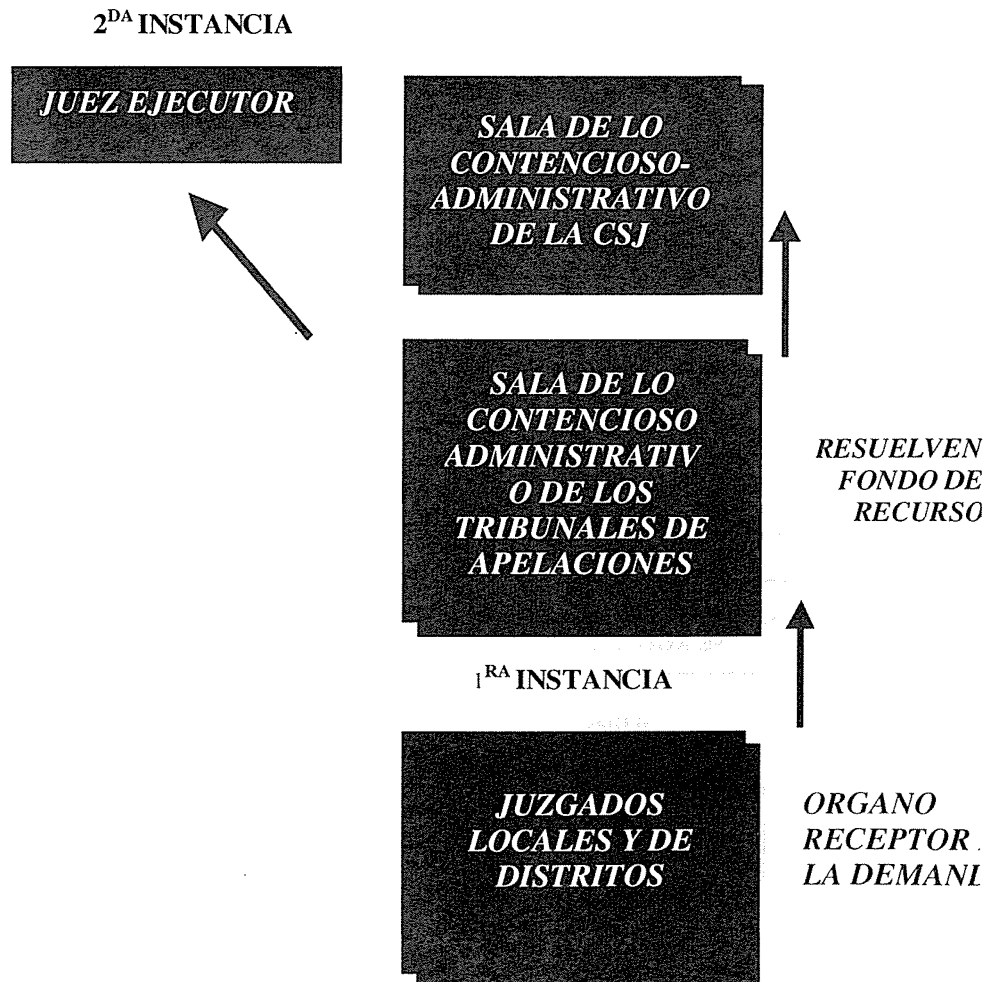 2DA INSTANCIA
JUEZ EJECUTOR
SALA DE LO
CONTENCIOSO-
ADMINISTRATIVO
DE LA CSJ
SALA DE LO
CONTENCIOSO
ADMINISTRATIV
O DE LOS
TRIBUNALES DE
APELACIONES
RESUELVEN
FONDO DE
RECURSO
1RA INSTANCIA
JUZGADOS
LOCALES Y DE
DISTRITOS
ORGANO
RECEPTOR
LA